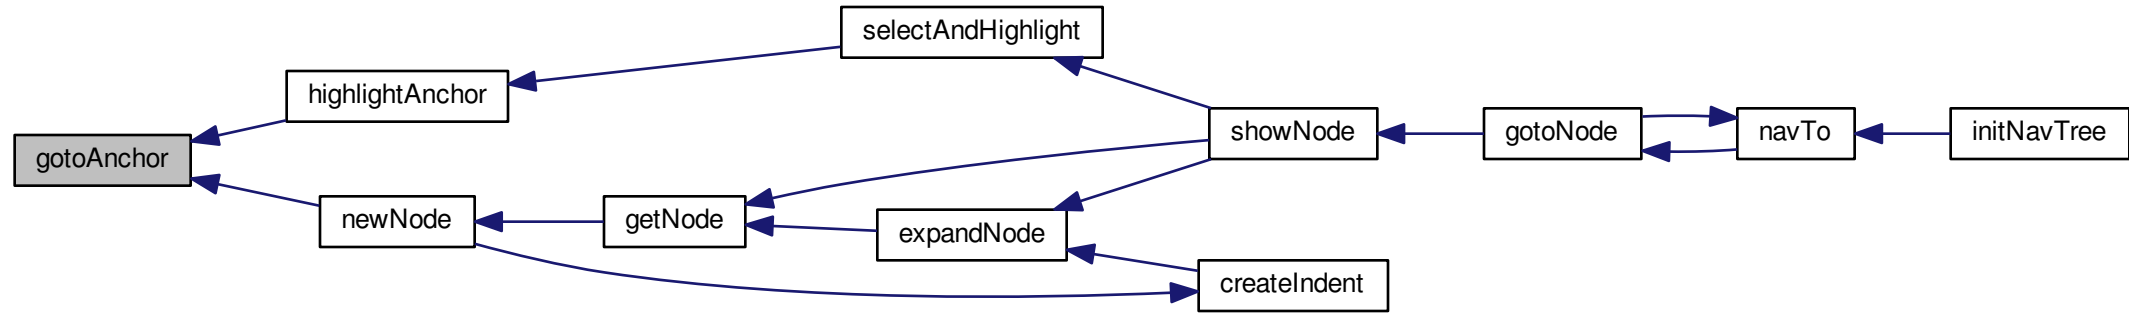 selectAndHighlight
highlightAnchor
gotoAnchor
showNode
gotoNode
navTo
initNavTree
newNode
getNode
expandNode
createIndent